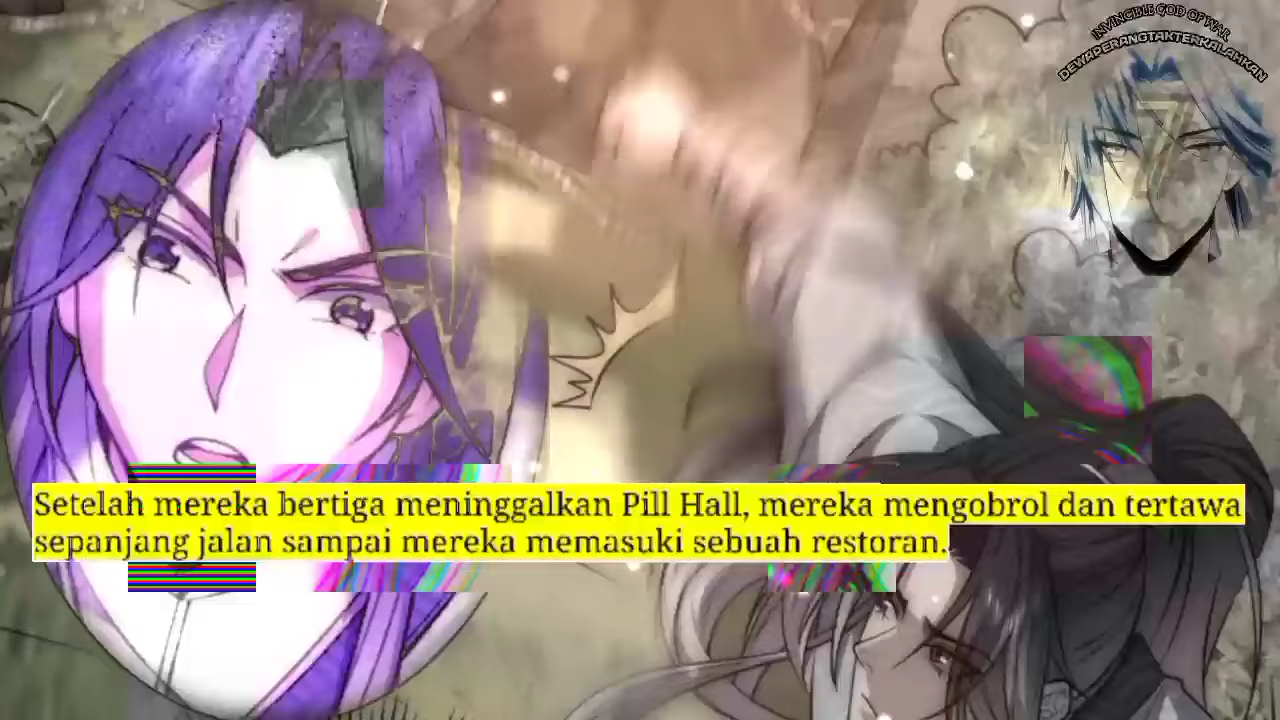 INVINCIBLE GOD OF WAR
DEWAPERANGTAKTERKALAHKAN
7
Setelah mereka bertiga meninggalkan Pill Hall, mereka mengobrol dan tertawa
sepanjang jalan sampai mereka memasuki sebuah restoran.